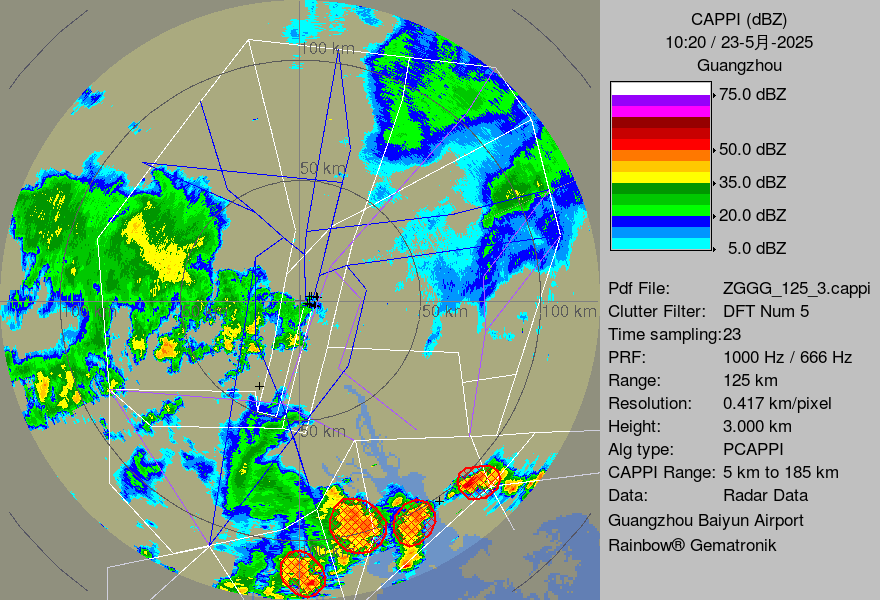 CAPPI (dBZ)
10:20 / 23-5月-2025
Guangzhou
75.0 dBZ
50.0 dBZ
35.0 dBZ
20.0 dBZ
5.0 dBZ
Pdf File: ZGGG_125_3.cappi
Clutter Filter: DFT Num 5
Time sampling:23
PRF: 1000 Hz / 666 Hz
Range: 125 km
Resolution: 0.417 km/pixel
Height: 3.000 km
Alg type: PCAPPI
CAPPI Range: 5 km to 185 km
Data: Radar Data
Guangzhou Baiyun Airport
Rainbow® Gematronik
100 km
50 km
50 km
100 km
50 km